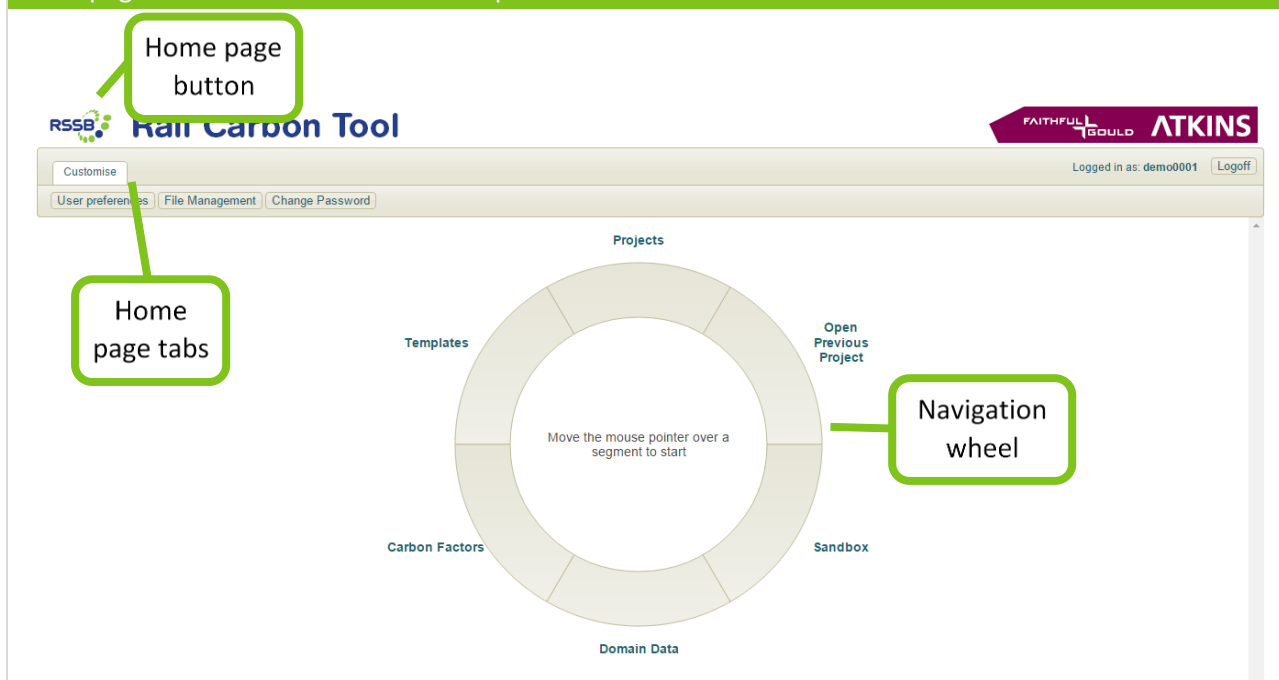 Home page
button
RSSB
Rail Carbon Tool
FAITHFUL
GOULD
ATKINS
Customise
Logged in as: demo0001
Logoff
User preferences
File Management
Change Password
Projects
Home
page tabs
Templates
Open
Previous
Project
Navigation
wheel
Move the mouse pointer over a
segment to start
Carbon Factors
Sandbox
Domain Data